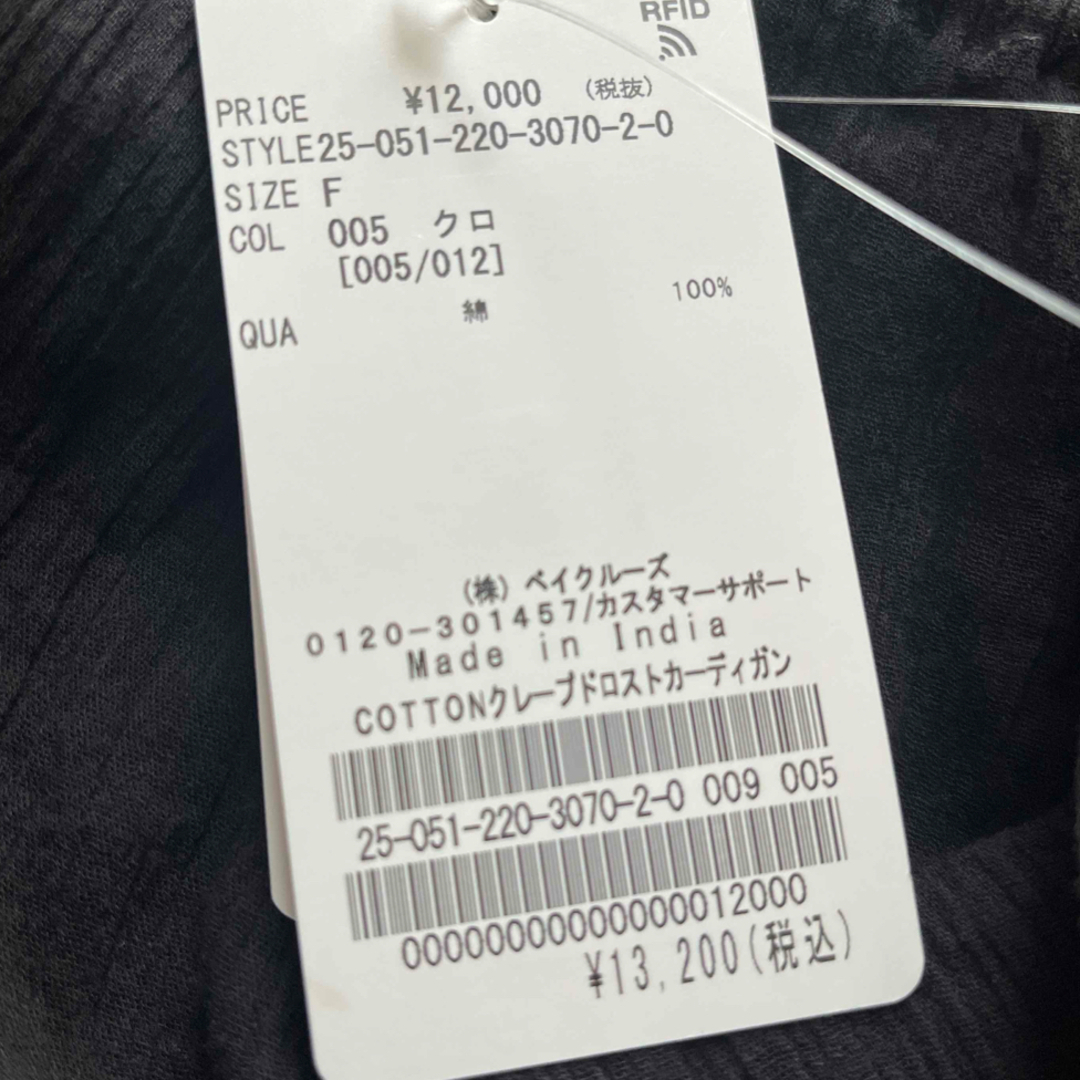 RFID
PRICE ¥12,000 (税抜)
STYLE25-051-220-3070-2-0
SIZE F
COL 005 クロ
[005/012]
QUA 綿 100%
(株) ベイクルーズ
0120-301457/カスタマーサポート
Made in India
COTTONクレープドロストカーディガン
25-051-220-3070-2-0 009 005
00000000000000012000
¥13,200(税込)